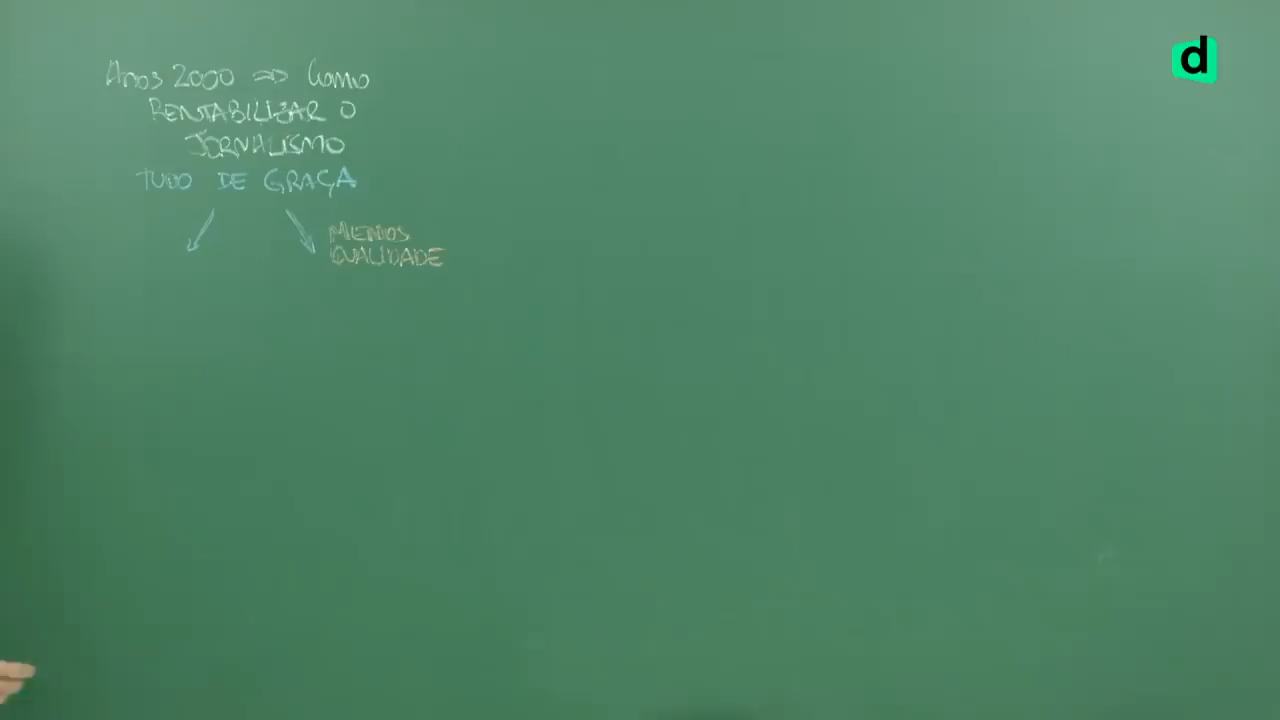 Anos 2000 => Como
RENTABILIZAR O
JORNALISMO
TUDO DE GRAÇA
MENOS
QUALIDADE
d